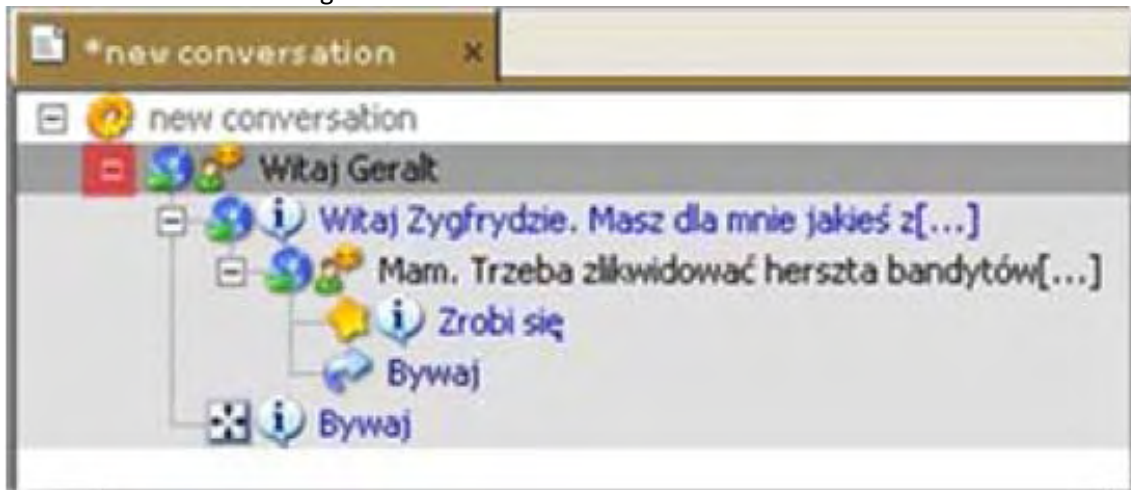 *new conversation x
new conversation
Witaj Geralt
Witaj Zygfrydzie. Masz dla mnie jakieś z[...]
Mam. Trzeba zlikwidować herszta bandytów[...]
Zrobi się
Bywaj
Bywaj